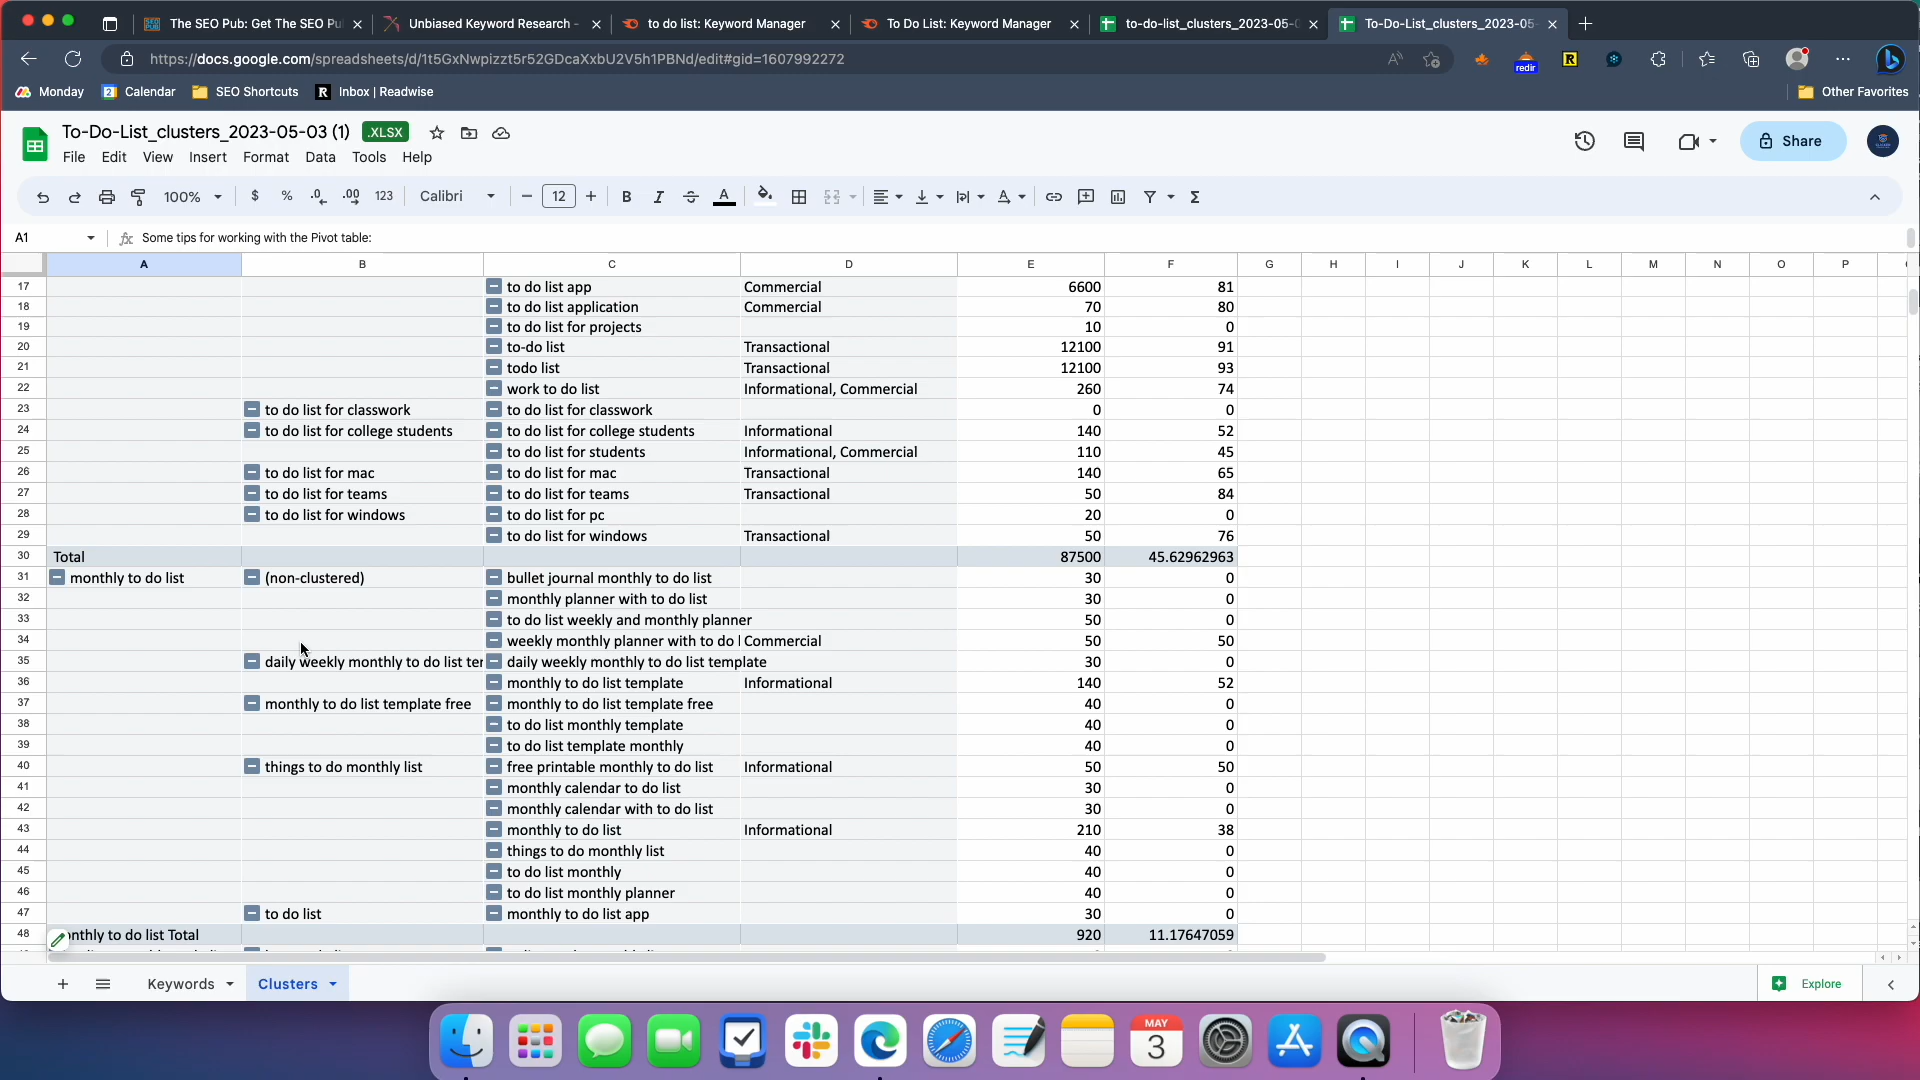 The SEO Pub: Get The SEO Pu
Unbiased Keyword Research -
to do list: Keyword Manager
To Do List: Keyword Manager
to-do-list_clusters_2023-05-0
To-Do-List_clusters_2023-05
https://docs.google.com/spreadsheets/d/1t5GxNwpizzt5r52GDcaXxbU2V5h1PBNd/edit#gid=1607992272
redir
Monday
Calendar
SEO Shortcuts
Inbox | Readwise
Other Favorites
To-Do-List_clusters_2023-05-03 (1) .XLSX
File Edit View Insert Format Data Tools Help
Share
100% $ % .0 .00 123 Calibri 12 B I S A
A1 fx Some tips for working with the Pivot table:
A B C D E F G H I J K L M N O P
17 to do list app Commercial 6600 81
18 to do list application Commercial 70 80
19 to do list for projects 10 0
20 to-do list Transactional 12100 91
21 todo list Transactional 12100 93
22 work to do list Informational, Commercial 260 74
23 to do list for classwork to do list for classwork 0 0
24 to do list for college students to do list for college students Informational 140 52
25 to do list for students Informational, Commercial 110 45
26 to do list for mac to do list for mac Transactional 140 65
27 to do list for teams to do list for teams Transactional 50 84
28 to do list for windows to do list for pc 20 0
29 to do list for windows Transactional 50 76
30 Total 87500 45.62962963
31 monthly to do list (non-clustered) bullet journal monthly to do list 30 0
32 monthly planner with to do list 30 0
33 to do list weekly and monthly planner 50 0
34 weekly monthly planner with to do l Commercial 50 50
35 daily weekly monthly to do list ter daily weekly monthly to do list template 30 0
36 monthly to do list template Informational 140 52
37 monthly to do list template free monthly to do list template free 40 0
38 to do list monthly template 40 0
39 to do list template monthly 40 0
40 things to do monthly list free printable monthly to do list Informational 50 50
41 monthly calendar to do list 30 0
42 monthly calendar with to do list 30 0
43 monthly to do list Informational 210 38
44 things to do monthly list 40 0
45 to do list monthly 40 0
46 to do list monthly planner 40 0
47 to do list monthly to do list app 30 0
48 onthly to do list Total 920 11.17647059
Keywords Clusters
Explore
MAY
3